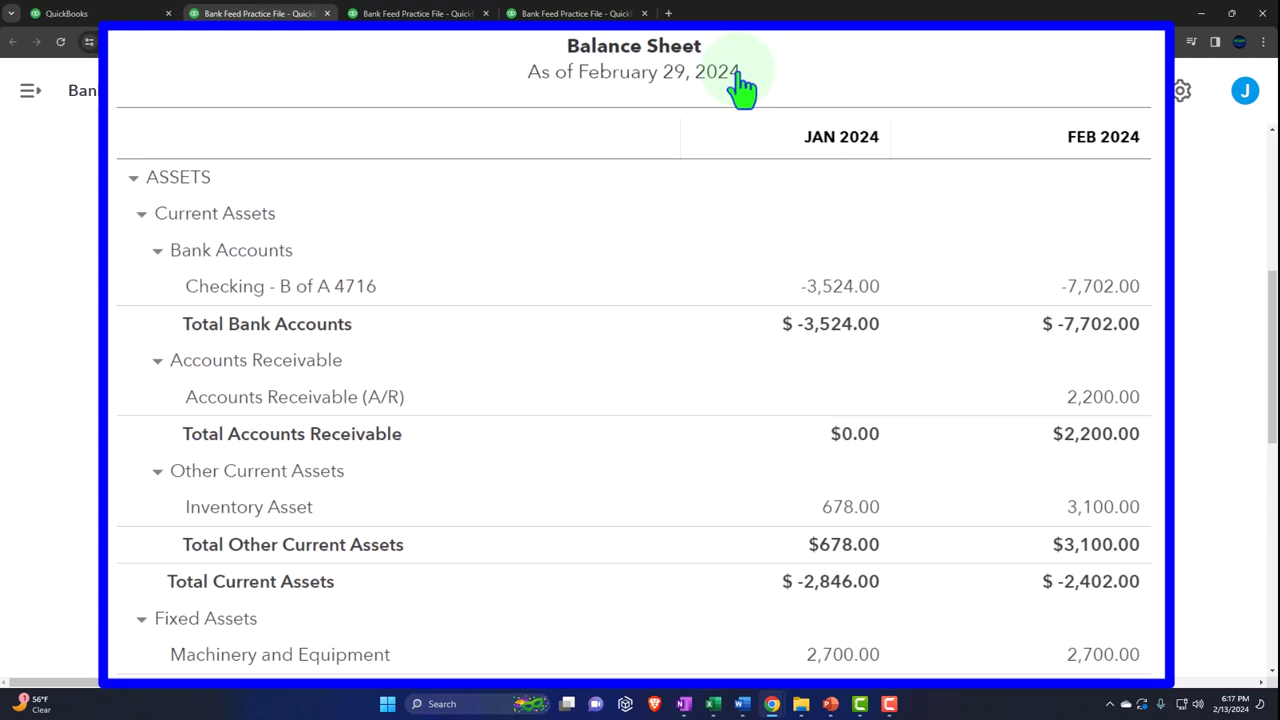 QuickBooks
Bank Feed Practice File - Quickl
Bank Feed Practice File - Quickl
Bank Feed Practice File - Quickl
Ban
J
Balance Sheet
As of February 29, 2024
JAN 2024 FEB 2024
ASSETS
Current Assets
Bank Accounts
Checking - B of A 4716 -3,524.00 -7,702.00
Total Bank Accounts $ -3,524.00 $ -7,702.00
Accounts Receivable
Accounts Receivable (A/R) 2,200.00
Total Accounts Receivable $0.00 $2,200.00
Other Current Assets
Inventory Asset 678.00 3,100.00
Total Other Current Assets $678.00 $3,100.00
Total Current Assets $ -2,846.00 $ -2,402.00
Fixed Assets
Machinery and Equipment 2,700.00 2,700.00
56°F
Clear
Search
6:17 PM
2/13/2024